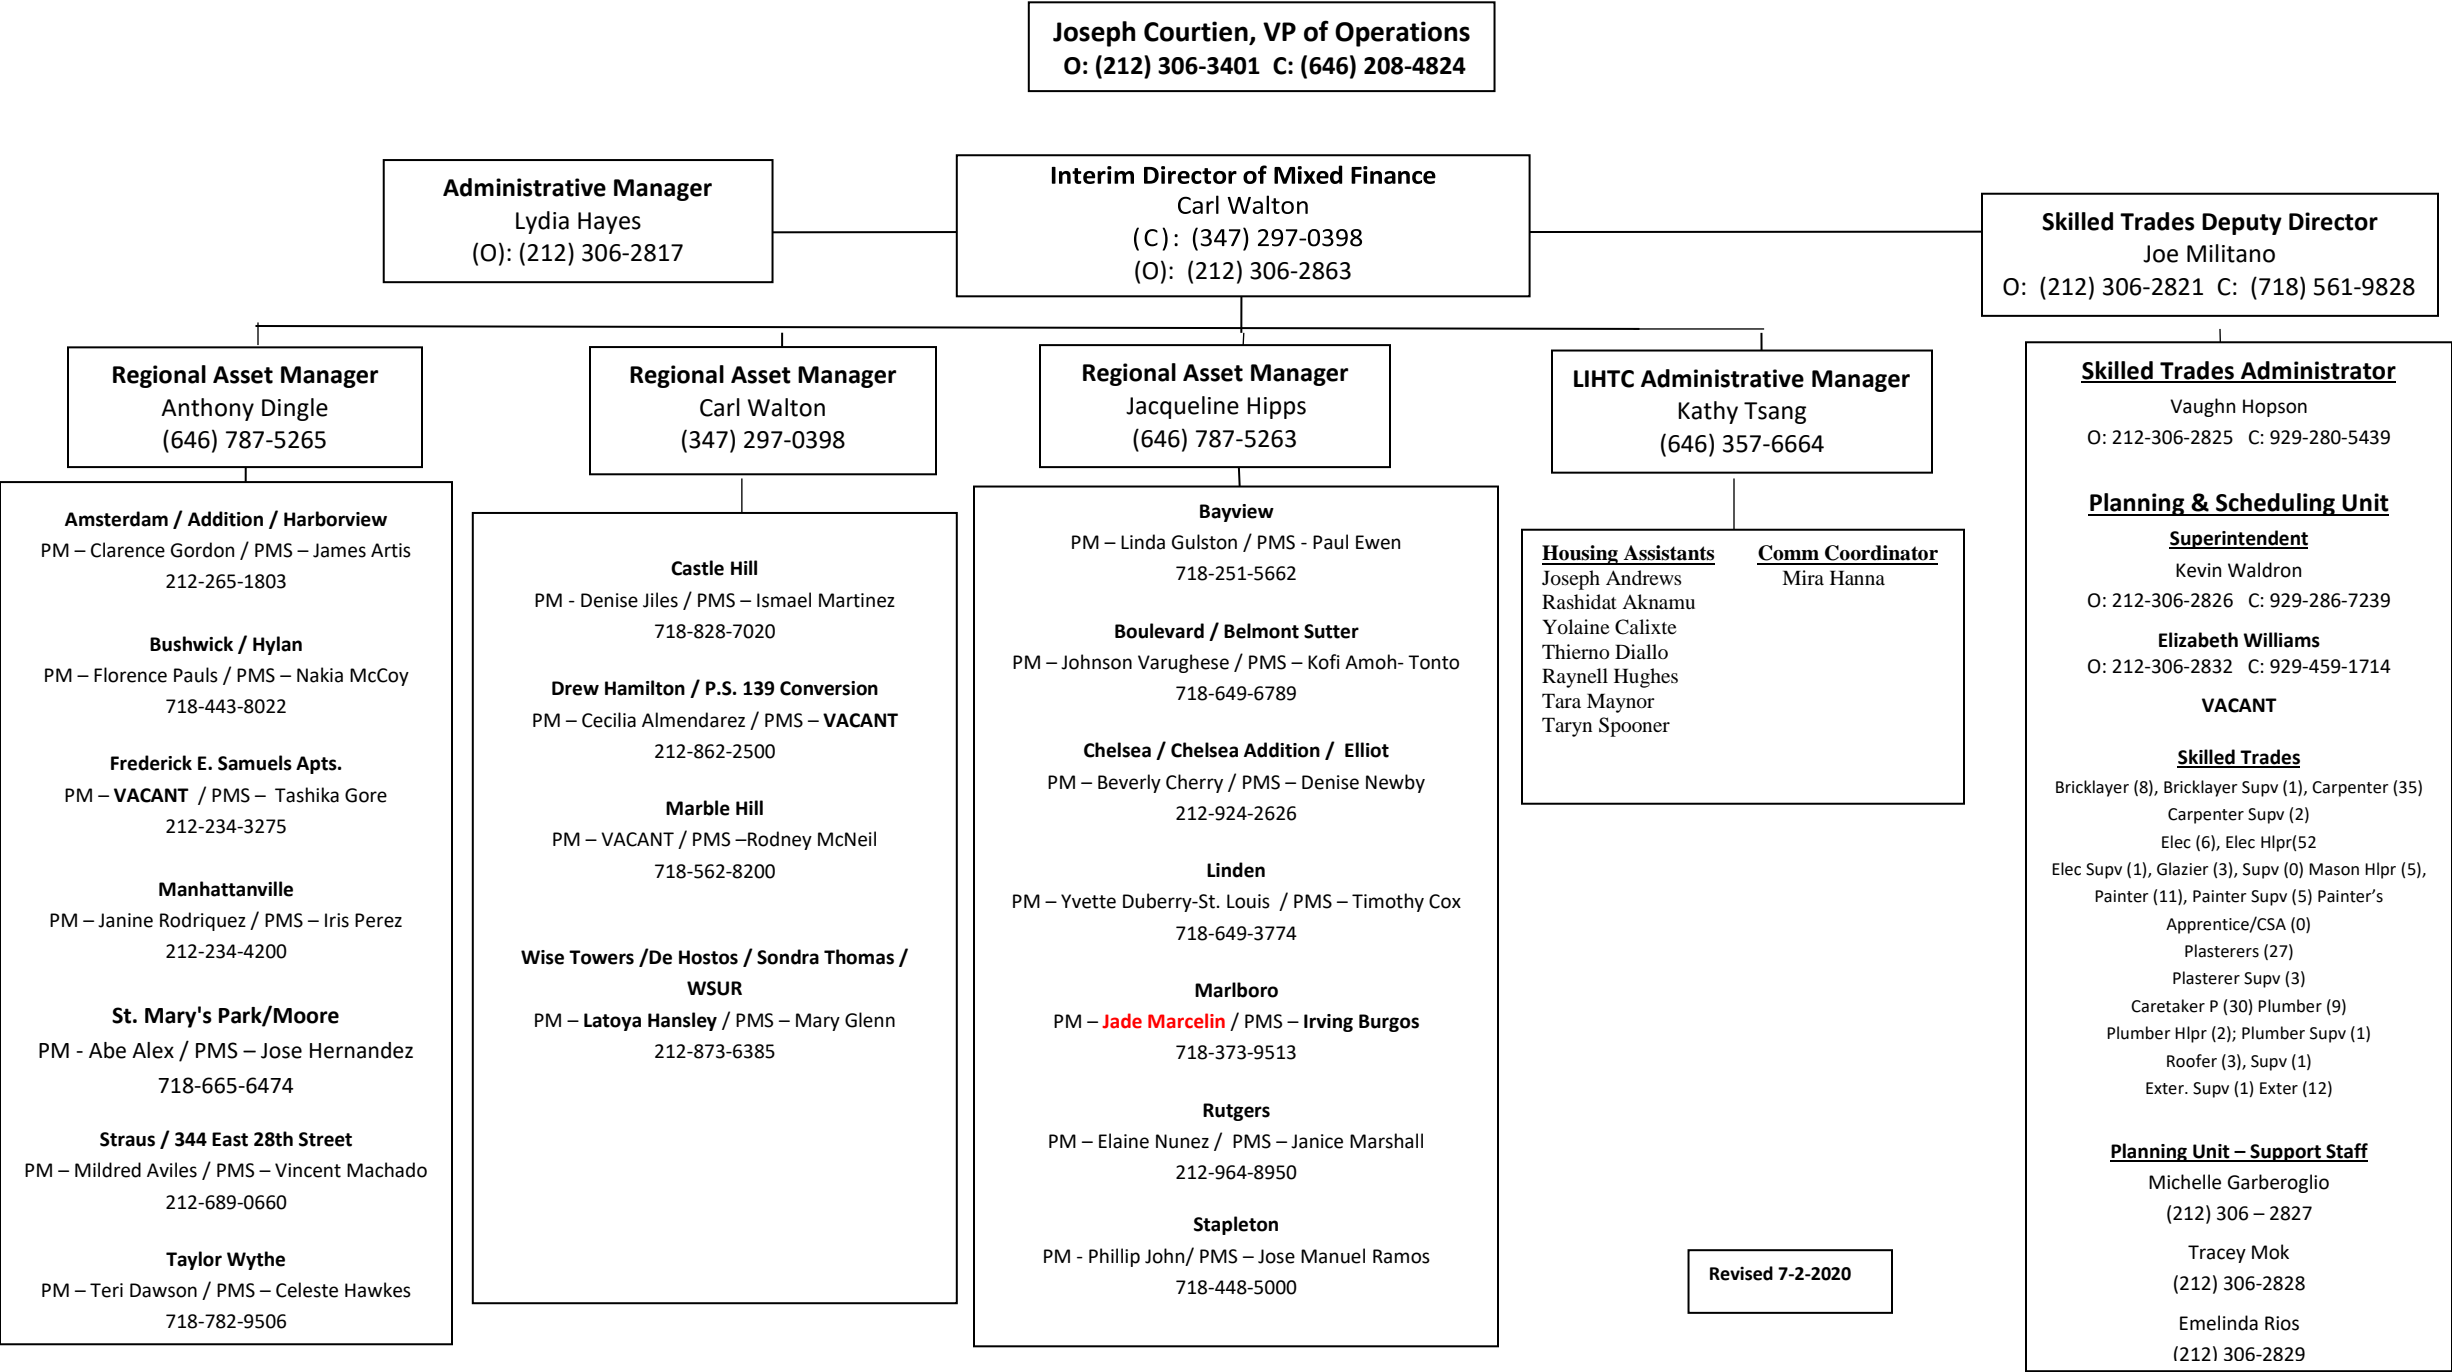 Joseph Courtien, VP of Operations
O: (212) 306-3401 C: (646) 208-4824
Administrative Manager
Lydia Hayes
(O): (212) 306-2817
Interim Director of Mixed Finance
Carl Walton
(C): (347) 297-0398
(O): (212) 306-2863
Skilled Trades Deputy Director
Joe Militano
O: (212) 306-2821 C: (718) 561-9828
Regional Asset Manager
Anthony Dingle
(646) 787-5265
Amsterdam / Addition / Harborview
PM – Clarence Gordon / PMS – James Artis
212-265-1803
Bushwick / Hylan
PM – Florence Pauls / PMS – Nakia McCoy
718-443-8022
Frederick E. Samuels Apts.
PM – VACANT / PMS – Tashika Gore
212-234-3275
Manhattanville
PM – Janine Rodriquez / PMS – Iris Perez
212-234-4200
St. Mary's Park/Moore
PM - Abe Alex / PMS – Jose Hernandez
718-665-6474
Straus / 344 East 28th Street
PM – Mildred Aviles / PMS – Vincent Machado
212-689-0660
Taylor Wythe
PM – Teri Dawson / PMS – Celeste Hawkes
718-782-9506
Regional Asset Manager
Carl Walton
(347) 297-0398
Castle Hill
PM - Denise Jiles / PMS – Ismael Martinez
718-828-7020
Drew Hamilton / P.S. 139 Conversion
PM – Cecilia Almendarez / PMS – VACANT
212-862-2500
Marble Hill
PM – VACANT / PMS –Rodney McNeil
718-562-8200
Wise Towers /De Hostos / Sondra Thomas /
WSUR
PM – Latoya Hansley / PMS – Mary Glenn
212-873-6385
Regional Asset Manager
Jacqueline Hipps
(646) 787-5263
Bayview
PM – Linda Gulston / PMS - Paul Ewen
718-251-5662
Boulevard / Belmont Sutter
PM – Johnson Varughese / PMS – Kofi Amoh- Tonto
718-649-6789
Chelsea / Chelsea Addition / Elliot
PM – Beverly Cherry / PMS – Denise Newby
212-924-2626
Linden
PM – Yvette Duberry-St. Louis / PMS – Timothy Cox
718-649-3774
Marlboro
PM – Jade Marcelin / PMS – Irving Burgos
718-373-9513
Rutgers
PM – Elaine Nunez / PMS – Janice Marshall
212-964-8950
Stapleton
PM - Phillip John/ PMS – Jose Manuel Ramos
718-448-5000
LIHTC Administrative Manager
Kathy Tsang
(646) 357-6664
Housing Assistants
Joseph Andrews
Rashidat Aknamu
Yolaine Calixte
Thierno Diallo
Raynell Hughes
Tara Maynor
Taryn Spooner
Comm Coordinator
Mira Hanna
Revised 7-2-2020
Skilled Trades Administrator
Vaughn Hopson
O: 212-306-2825 C: 929-280-5439
Planning & Scheduling Unit
Superintendent
Kevin Waldron
O: 212-306-2826 C: 929-286-7239
Elizabeth Williams
O: 212-306-2832 C: 929-459-1714
VACANT
Skilled Trades
Bricklayer (8), Bricklayer Supv (1), Carpenter (35)
Carpenter Supv (2)
Elec (6), Elec Hlpr(52
Elec Supv (1), Glazier (3), Supv (0) Mason Hlpr (5),
Painter (11), Painter Supv (5) Painter’s
Apprentice/CSA (0)
Plasterers (27)
Plasterer Supv (3)
Caretaker P (30) Plumber (9)
Plumber Hlpr (2); Plumber Supv (1)
Roofer (3), Supv (1)
Exter. Supv (1) Exter (12)
Planning Unit – Support Staff
Michelle Garberoglio
(212) 306 – 2827
Tracey Mok
(212) 306-2828
Emelinda Rios
(212) 306-2829